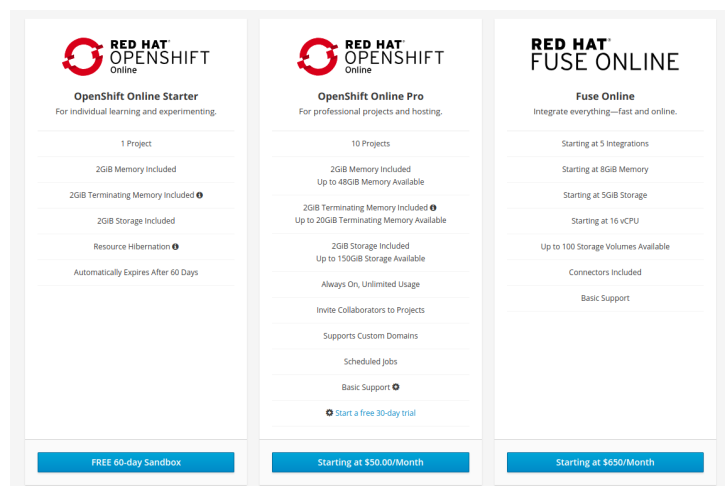 RED HAT®
OPENSHIFT
Online
OpenShift Online Starter
For individual learning and experimenting.
1 Project
2GiB Memory Included
2GiB Terminating Memory Included
2GiB Storage Included
Resource Hibernation
Automatically Expires After 60 Days
FREE 60-day Sandbox
RED HAT®
OPENSHIFT
Online
OpenShift Online Pro
For professional projects and hosting.
10 Projects
2GiB Memory Included
Up to 48GiB Memory Available
2GiB Terminating Memory Included
Up to 20GiB Terminating Memory Available
2GiB Storage Included
Up to 150GiB Storage Available
Always On, Unlimited Usage
Invite Collaborators to Projects
Supports Custom Domains
Scheduled Jobs
Basic Support
Start a free 30-day trial
Starting at $50.00/Month
RED HAT®
FUSE ONLINE
Fuse Online
Integrate everything—fast and online.
Starting at 5 Integrations
Starting at 8GiB Memory
Starting at 5GiB Storage
Starting at 16 vCPU
Up to 100 Storage Volumes Available
Connectors Included
Basic Support
Starting at $650/Month